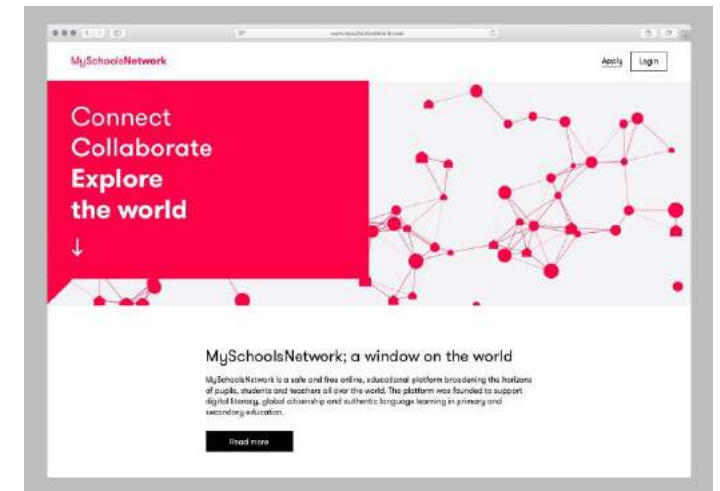 MySchoolsNetwork
Apply
Login
Connect
Collaborate
Explore
the world
↓
MySchoolsNetwork; a window on the world
MySchoolsNetwork is a safe and free online, educational platform broadening the horizons
of pupils, students and teachers all over the world. The platform was founded to support
digital literacy, global citizenship and authentic language learning in primary and
secondary education.
Read more